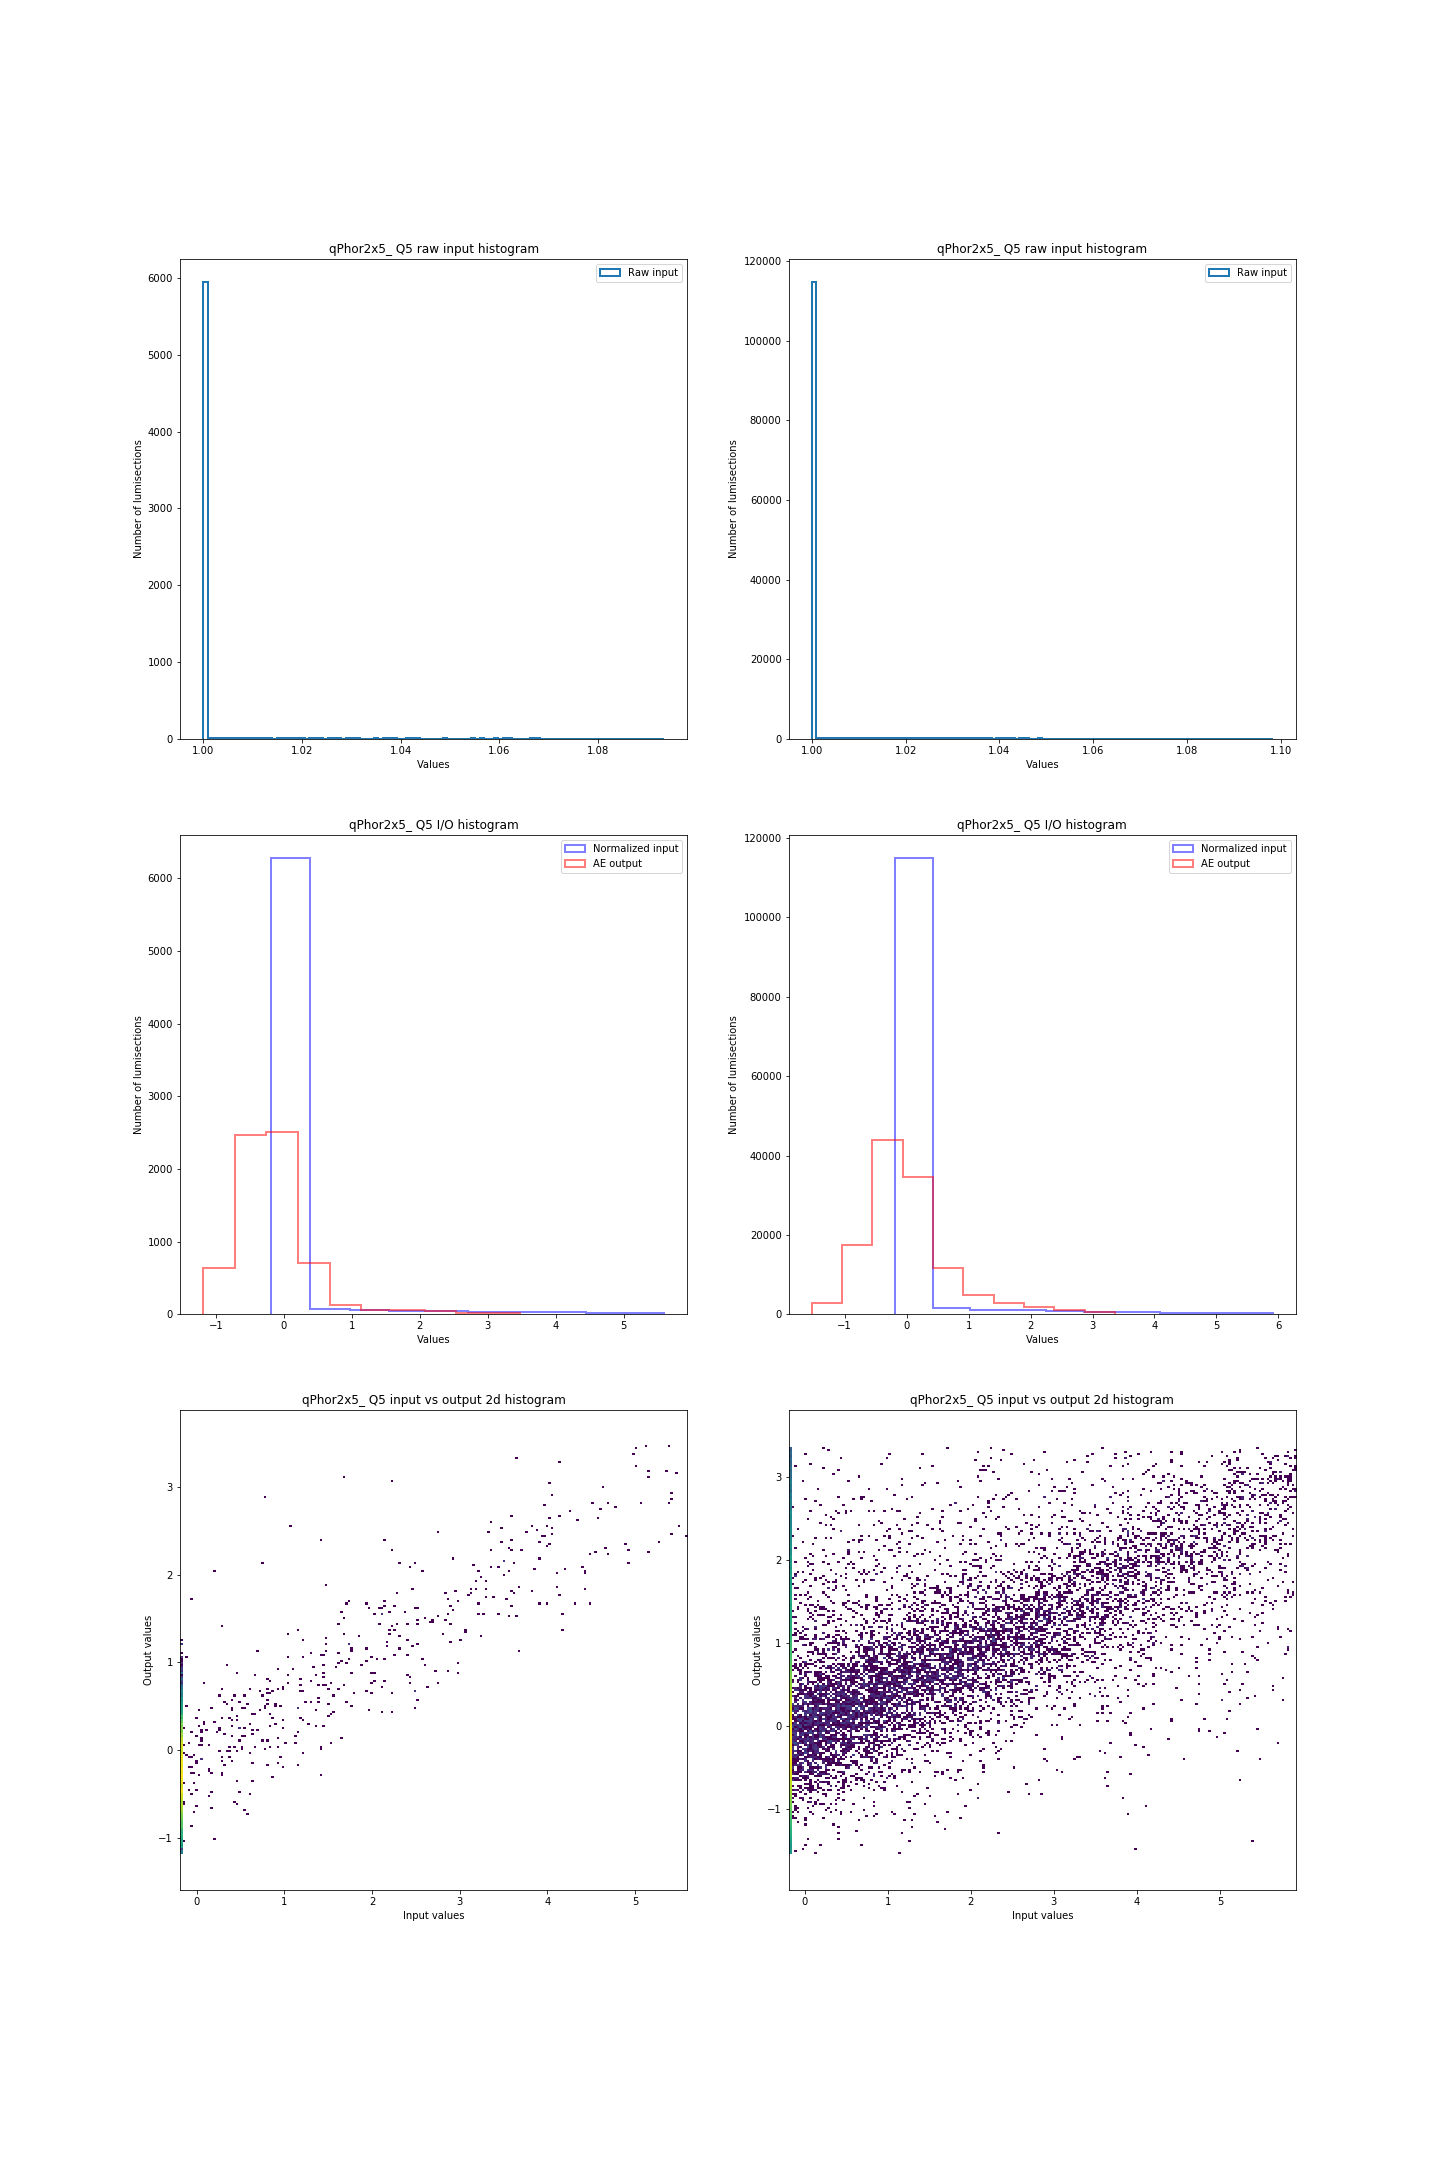 qPhor2x5_ Q5 raw input histogram
Raw input
6000
5000
4000
3000
2000
1000
0
Number of lumisections
1.00 1.02 1.04 1.06 1.08
Values
qPhor2x5_ Q5 raw input histogram
Raw input
120000
100000
80000
60000
40000
20000
0
Number of lumisections
1.00 1.02 1.04 1.06 1.08 1.10
Values
qPhor2x5_ Q5 I/O histogram
Normalized input
AE output
6000
5000
4000
3000
2000
1000
0
Number of lumisections
−1 0 1 2 3 4 5
Values
qPhor2x5_ Q5 I/O histogram
Normalized input
AE output
120000
100000
80000
60000
40000
20000
0
Number of lumisections
−1 0 1 2 3 4 5 6
Values
qPhor2x5_ Q5 input vs output 2d histogram
3
2
1
0
−1
Output values
0 1 2 3 4 5
Input values
qPhor2x5_ Q5 input vs output 2d histogram
3
2
1
0
−1
Output values
0 1 2 3 4 5
Input values